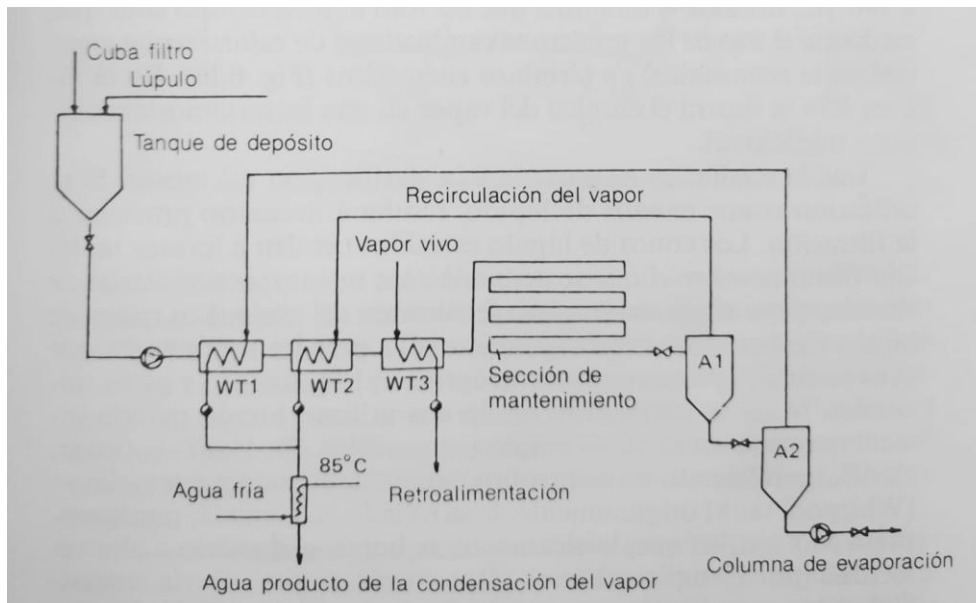 Cuba filtro
Lúpulo
Tanque de depósito
Recirculación del vapor
Vapor vivo
WT1
WT2
WT3
Sección de
mantenimiento
A1
A2
85°C
Agua fría
Retroalimentación
Agua producto de la condensación del vapor
Columna de evaporación